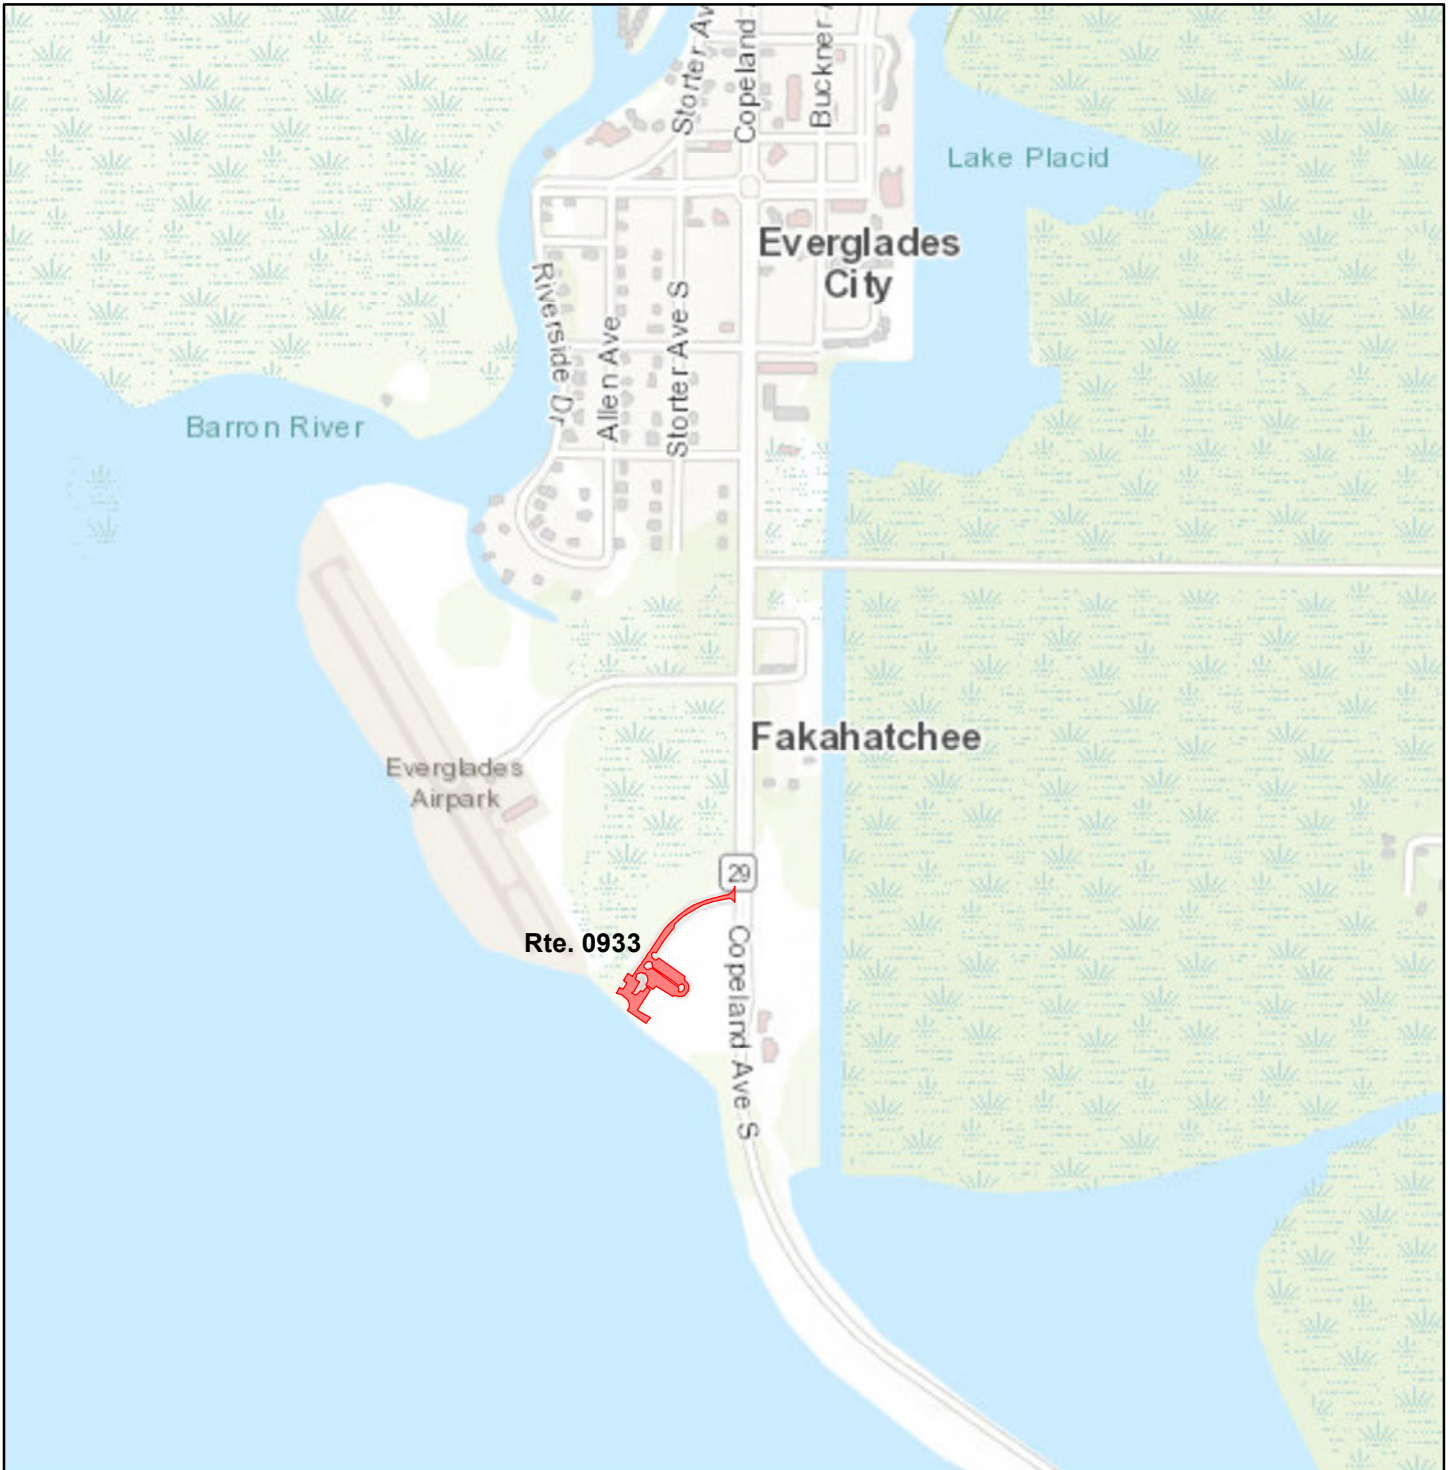 Storter Av
Copeland
Buckner
Lake Placid
Everglades
City
Riverside Dr
Allen Ave
Storter Ave S
Barron River
Fakahatchee
Everglades
Airpark
29
Rte. 0933
Copeland Ave S